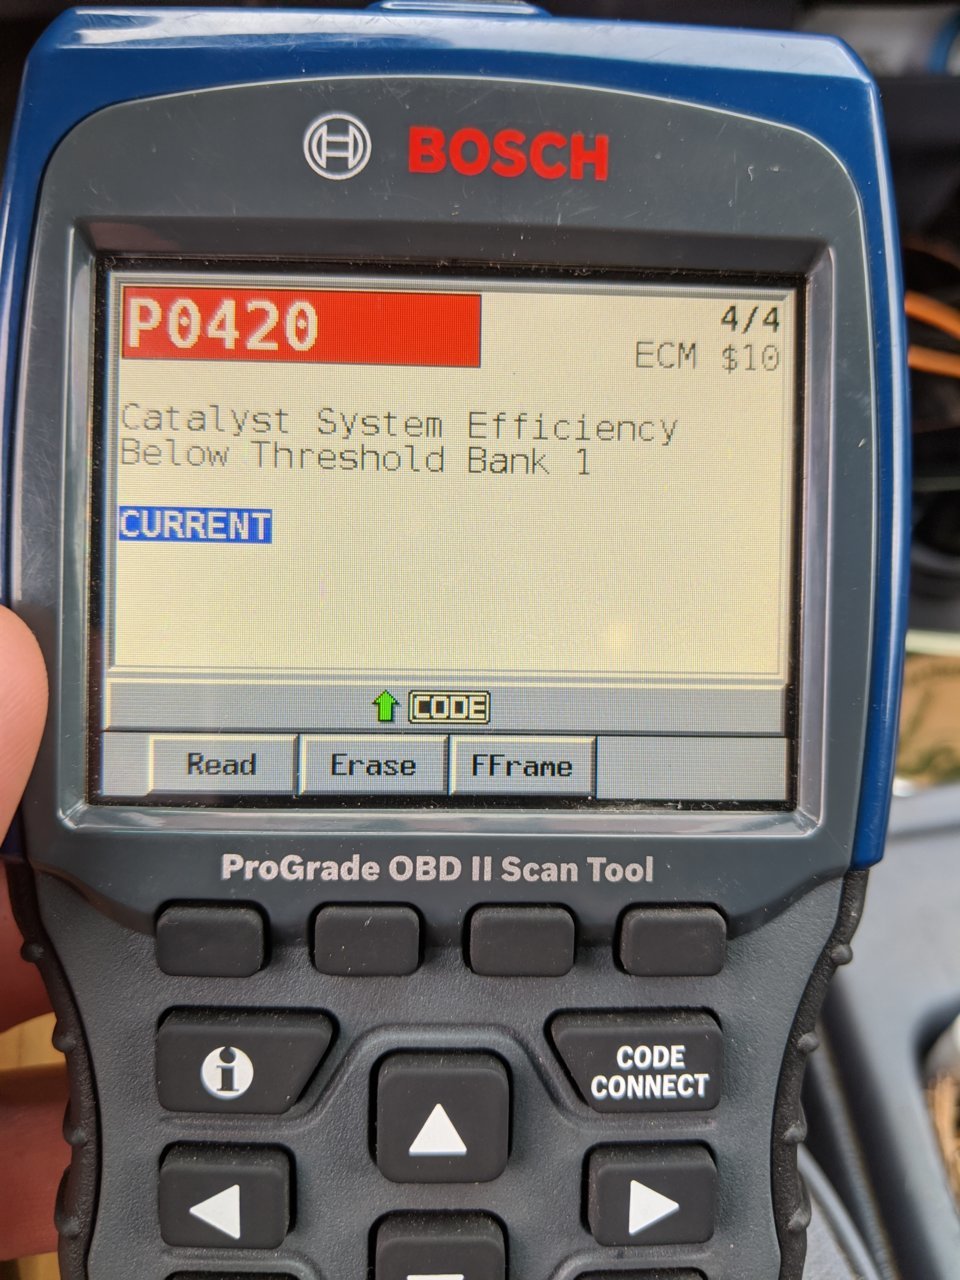 BOSCH
P0420
4/4
ECM $10
Catalyst System Efficiency
Below Threshold Bank 1
CURRENT
CODE
Read Erase FFrame
ProGrade OBD II Scan Tool
i
CODE
CONNECT